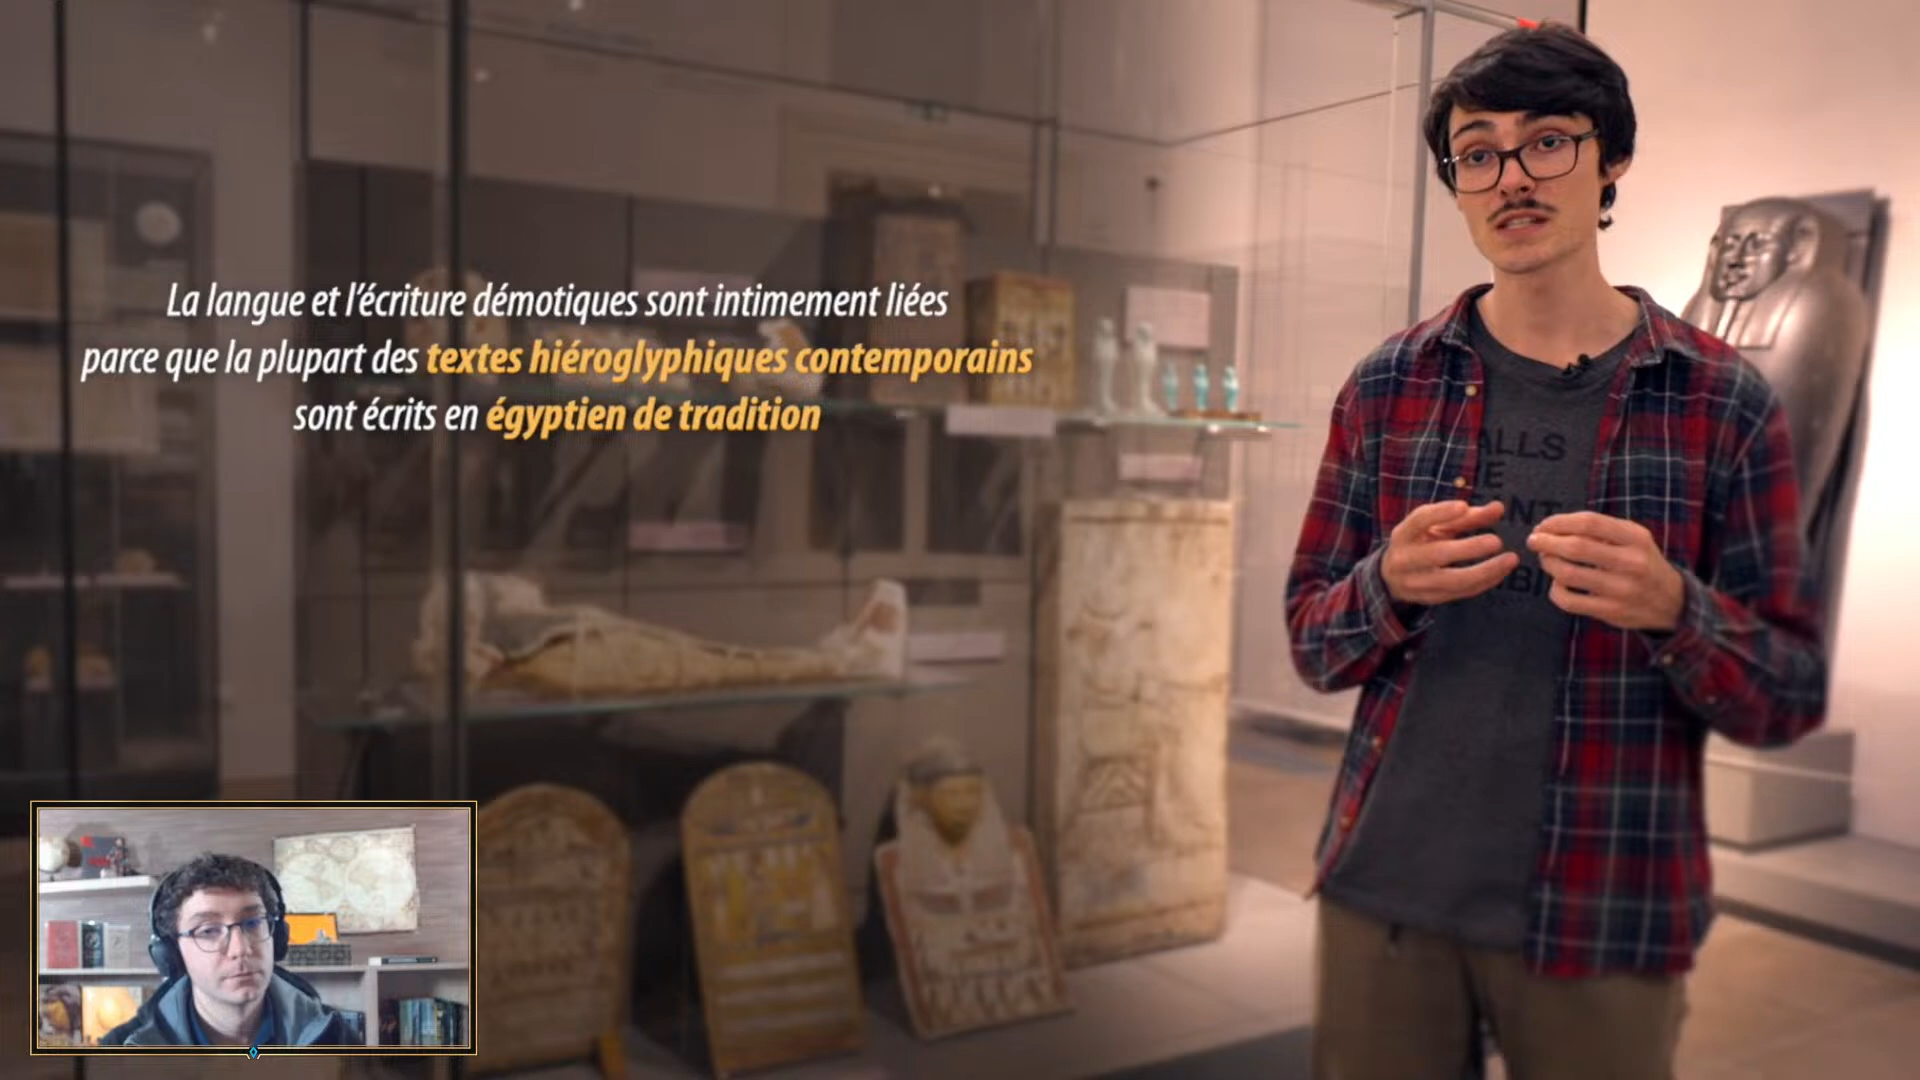 La langue et l’écriture démotiques sont intimement liées
parce que la plupart des textes hiéroglyphiques contemporains
sont écrits en égyptien de tradition
ALLS